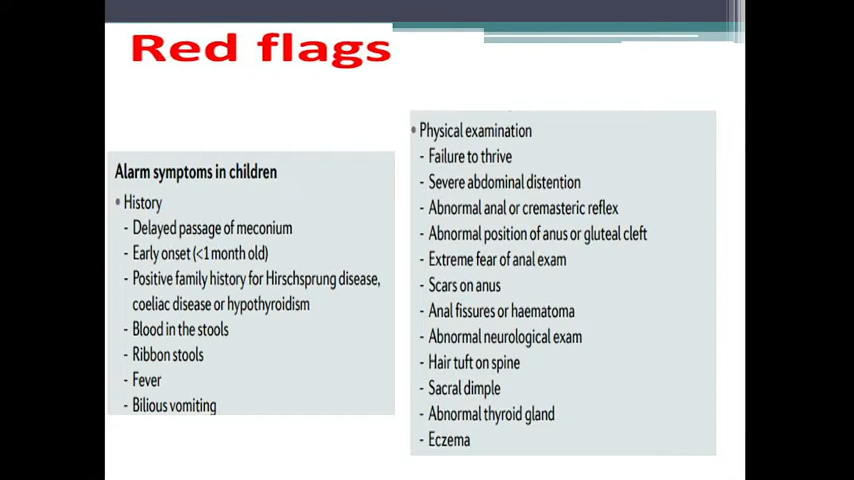 Red flags
Alarm symptoms in children
• History
- Delayed passage of meconium
- Early onset (<1 month old)
- Positive family history for Hirschsprung disease,
coeliac disease or hypothyroidism
- Blood in the stools
- Ribbon stools
- Fever
- Bilious vomiting
• Physical examination
- Failure to thrive
- Severe abdominal distention
- Abnormal anal or cremasteric reflex
- Abnormal position of anus or gluteal cleft
- Extreme fear of anal exam
- Scars on anus
- Anal fissures or haematoma
- Abnormal neurological exam
- Hair tuft on spine
- Sacral dimple
- Abnormal thyroid gland
- Eczema